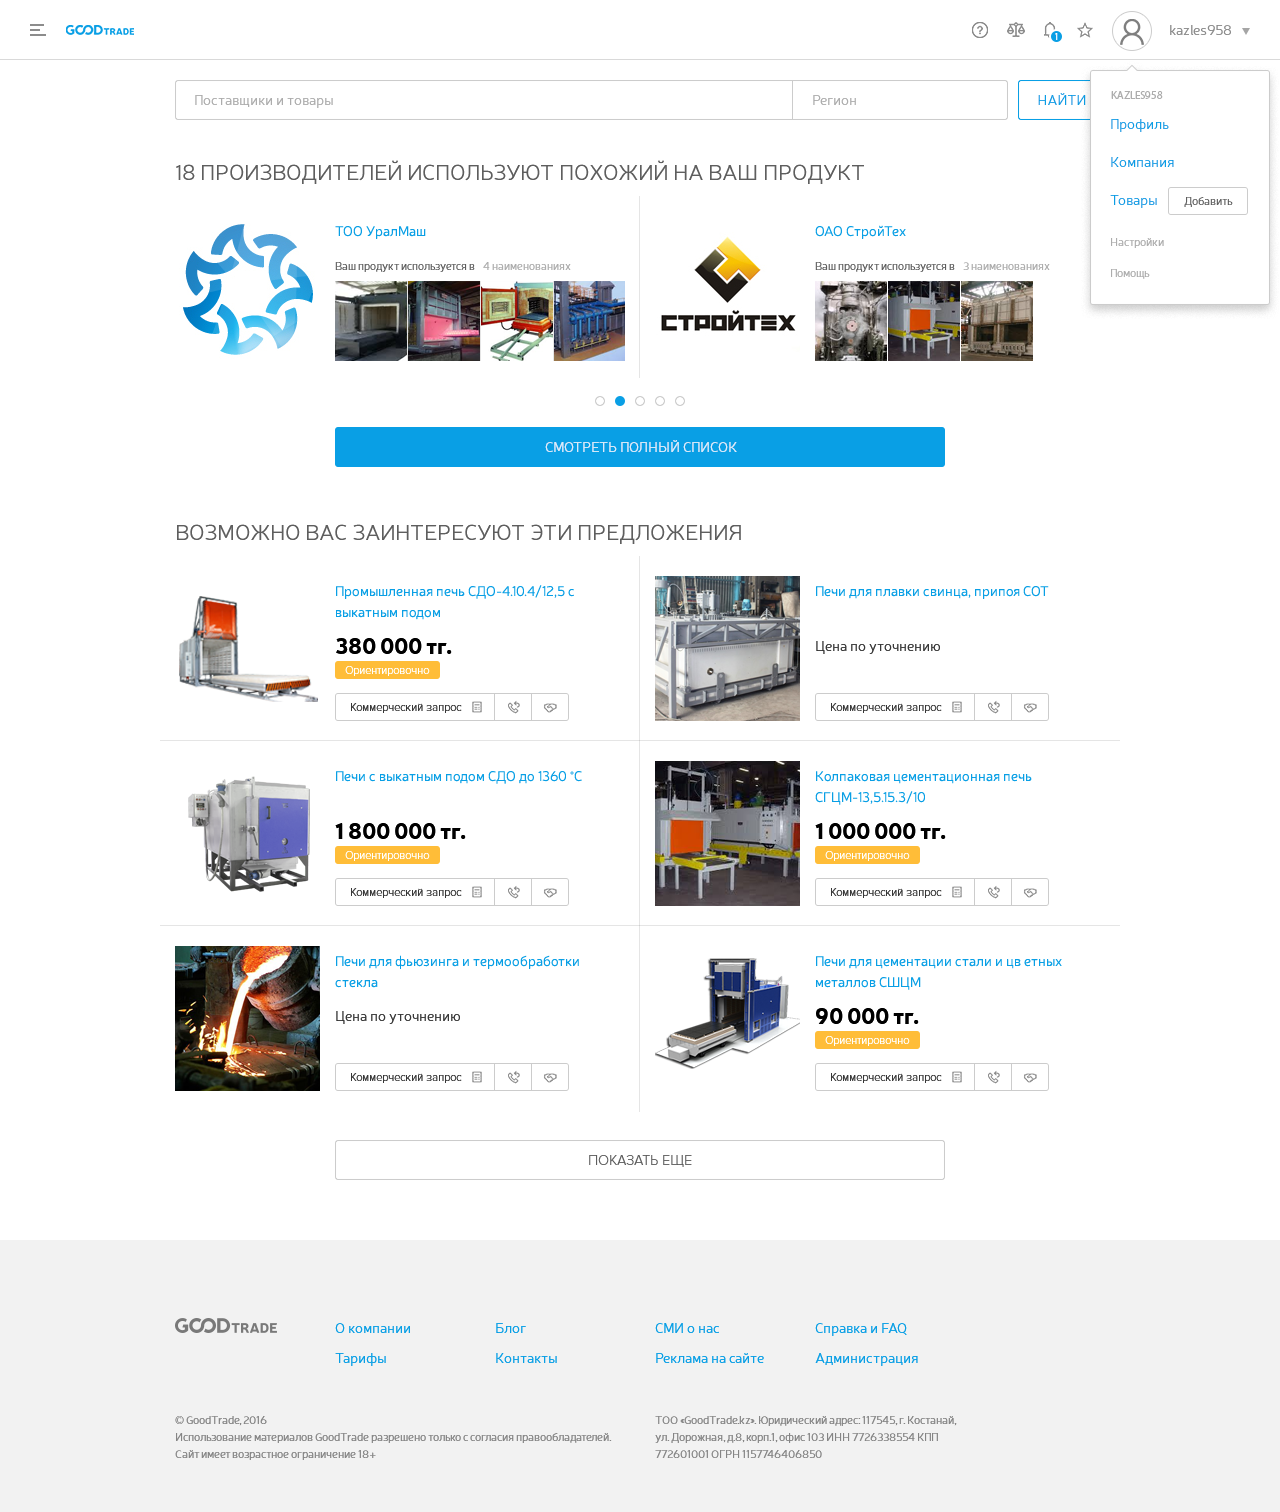 GOODTRADE
1
kazles958
Поставщики и товары
Регион
НАЙТИ
KAZLES958
Профиль
Компания
Товары
Добавить
Настройки
Помощь
18 ПРОИЗВОДИТЕЛЕЙ ИСПОЛЬЗУЮТ ПОХОЖИЙ НА ВАШ ПРОДУКТ
ТОО УралМаш
Ваш продукт используется в 4 наименованиях
СТРОЙТЕХ
ОАО СтройТех
Ваш продукт используется в 3 наименованиях
СМОТРЕТЬ ПОЛНЫЙ СПИСОК
ВОЗМОЖНО ВАС ЗАИНТЕРЕСУЮТ ЭТИ ПРЕДЛОЖЕНИЯ
Промышленная печь СДО-4.10.4/12,5 с
выкатным подом
380 000 тг.
Ориентировочно
Коммерческий запрос
Печи для плавки свинца, припоя СОТ
Цена по уточнению
Коммерческий запрос
Печи с выкатным подом СДО до 1360 °С
1 800 000 тг.
Ориентировочно
Коммерческий запрос
Колпаковая цементационная печь
СГЦМ-13,5.15.3/10
1 000 000 тг.
Ориентировочно
Коммерческий запрос
Печи для фьюзинга и термообработки
стекла
Цена по уточнению
Коммерческий запрос
Печи для цементации стали и цв етных
металлов СШЦМ
90 000 тг.
Ориентировочно
Коммерческий запрос
ПОКАЗАТЬ ЕЩЕ
GOODTRADE
О компании
Блог
СМИ о нас
Справка и FAQ
Тарифы
Контакты
Реклама на сайте
Администрация
© GoodTrade, 2016
Использование материалов GoodTrade разрешено только с согласия правообладателей.
Сайт имеет возрастное ограничение 18+
ТОО «GoodTrade.kz». Юридический адрес: 117545, г. Костанай,
ул. Дорожная, д.8, корп.1, офис 103 ИНН 7726338554 КПП
772601001 ОГРН 1157746406850